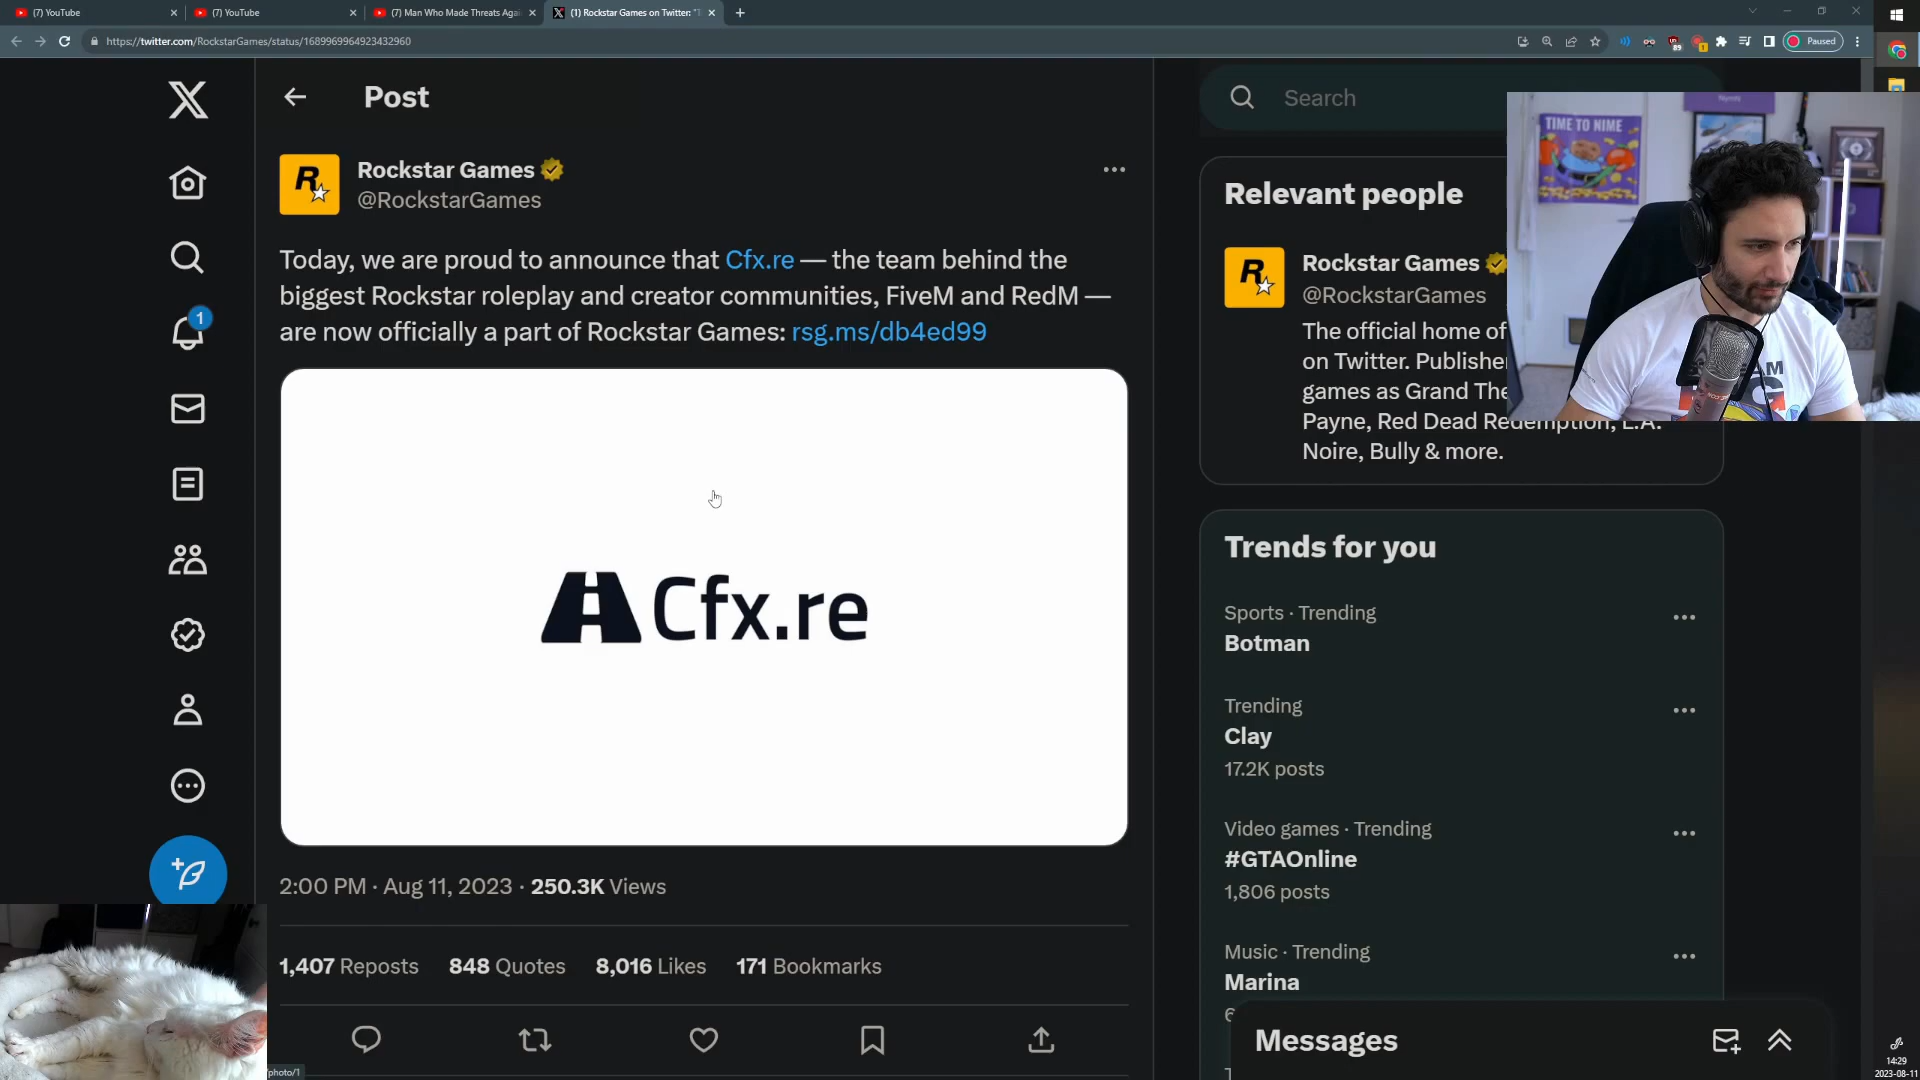 (7) YouTube
(7) YouTube
(7) Man Who Made Threats Agai
(1) Rockstar Games on Twitter: "T
https://twitter.com/RockstarGames/status/1689969964923432960
Paused
Post
Rockstar Games
@RockstarGames
Today, we are proud to announce that Cfx.re — the team behind the
biggest Rockstar roleplay and creator communities, FiveM and RedM —
are now officially a part of Rockstar Games: rsg.ms/db4ed99
Cfx.re
2:00 PM · Aug 11, 2023 · 250.3K Views
1,407 Reposts 848 Quotes 8,016 Likes 171 Bookmarks
photo/1
1
Search
Relevant people
Rockstar Games
@RockstarGames
The official home of
on Twitter. Publisher
games as Grand The
Payne, Red Dead Redemption, L.A.
Noire, Bully & more.
Trends for you
Sports · Trending
Botman
Trending
Clay
17.2K posts
Video games · Trending
#GTAOnline
1,806 posts
Music · Trending
Marina
Messages
TIME TO NIME
14:29
2023-08-11